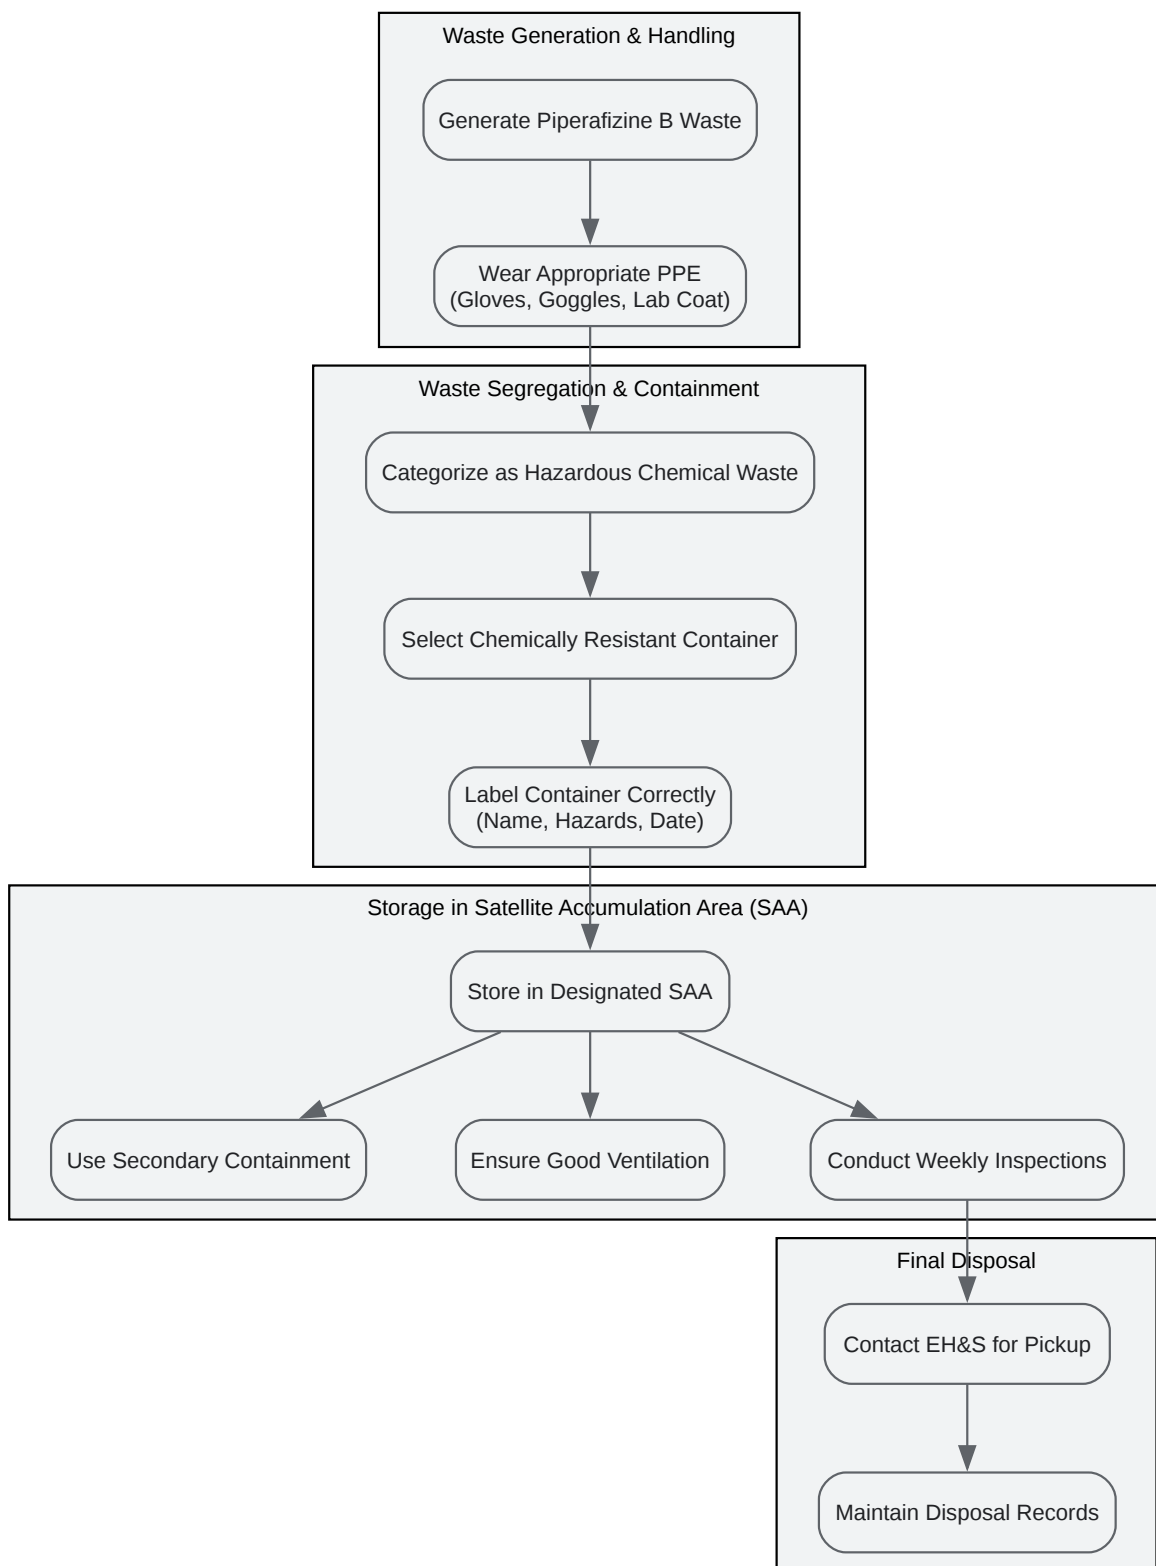 Waste Generation & Handling
Generate Piperafizine B Waste
Wear Appropriate PPE
(Gloves, Goggles, Lab Coat)
Waste Segregation & Containment
Categorize as Hazardous Chemical Waste
Select Chemically Resistant Container
Label Container Correctly
(Name, Hazards, Date)
Storage in Satellite Accumulation Area (SAA)
Store in Designated SAA
Use Secondary Containment
Ensure Good Ventilation
Conduct Weekly Inspections
Final Disposal
Contact EH&S for Pickup
Maintain Disposal Records